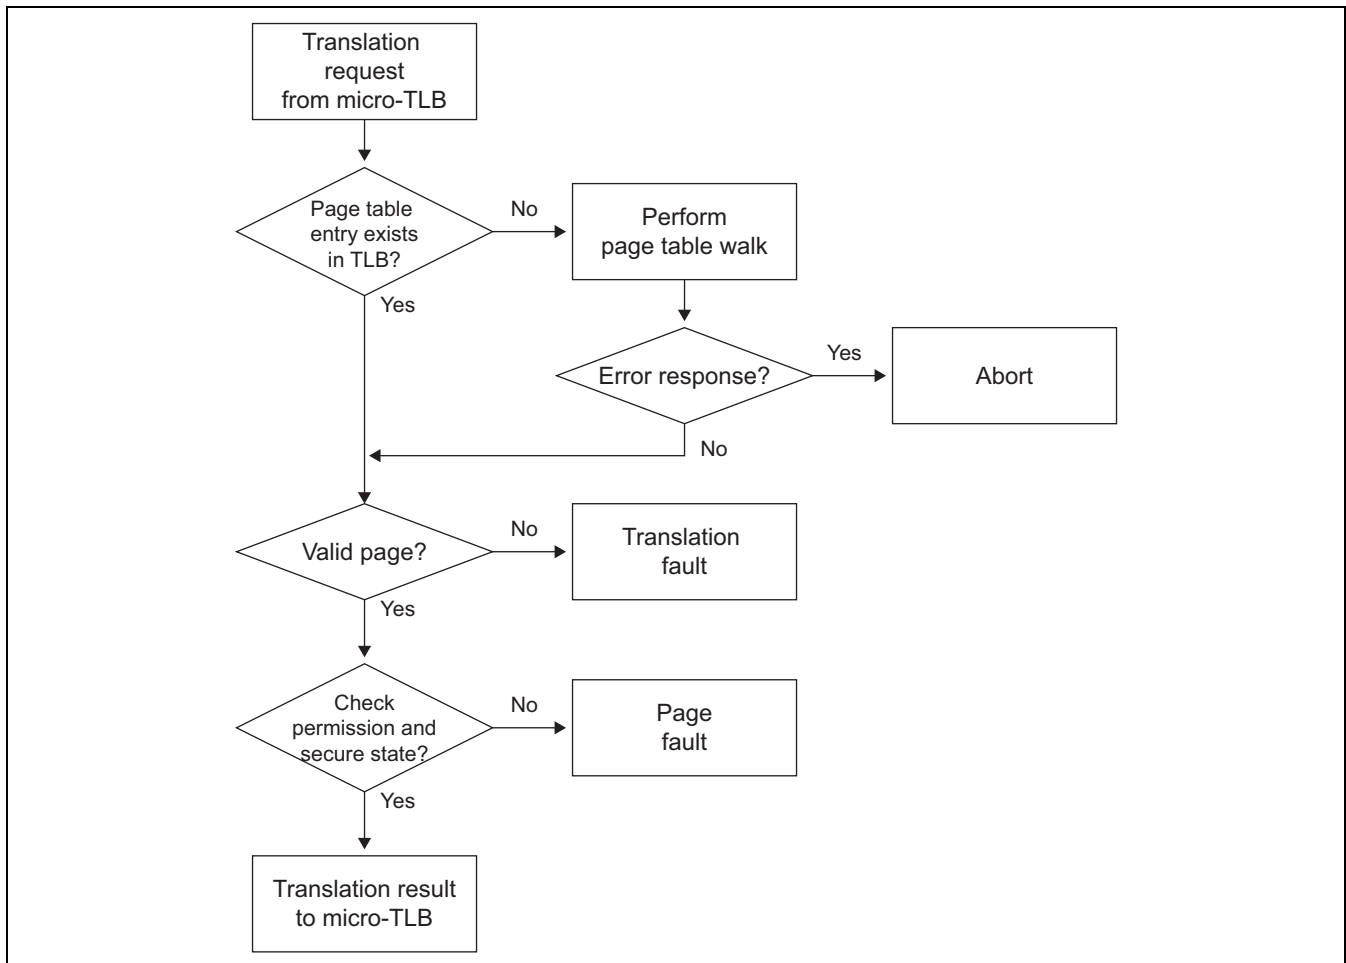 Translation
request
from micro-TLB
Page table
entry exists
in TLB?
No
Perform
page table walk
Yes
Error response?
Yes
Abort
No
Valid page?
No
Translation
fault
Yes
Check
permission and
secure state?
No
Page
fault
Yes
Translation result
to micro-TLB